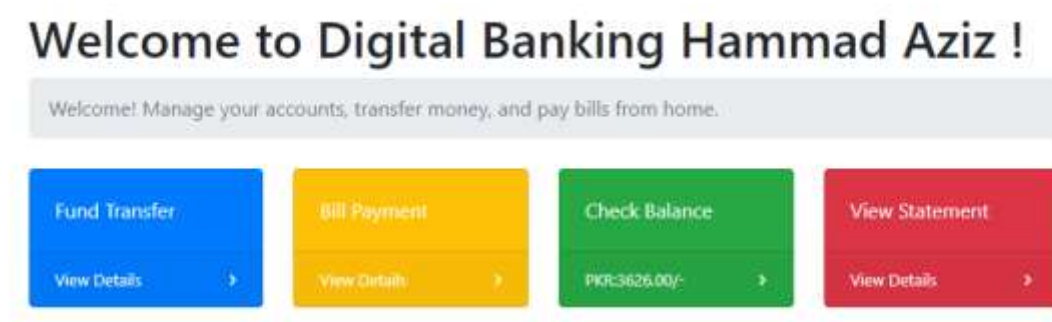 Welcome to Digital Banking Hammad Aziz !
Welcome! Manage your accounts, transfer money, and pay bills from home.
Fund Transfer
Bill Payment
Check Balance
View Statement
View Details
View Details
PKR:3626.00/-
View Details